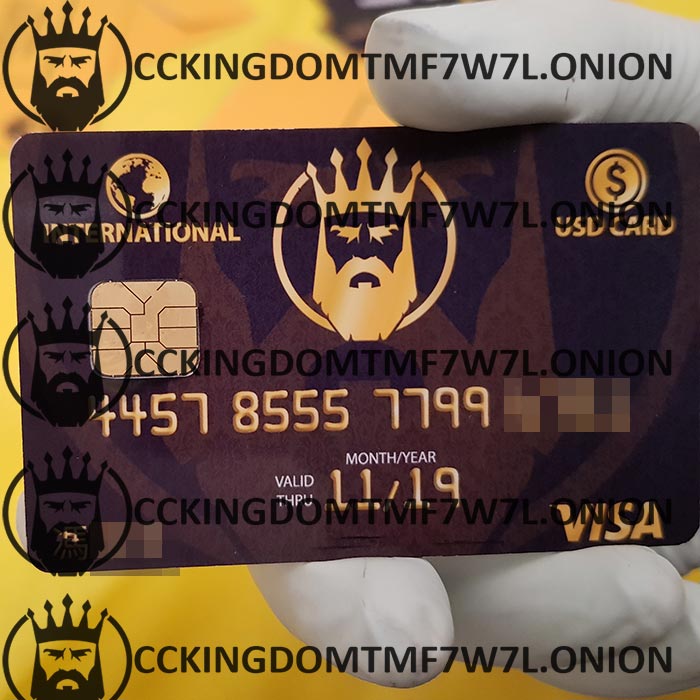 CCKINGDOMTMF7W7L.ONION
CCKINGDOMTMF7W7L.ONION
INTERNATIONAL
$
USD CARD
CCKINGDOMTMF7W7L.ONION
4457 8555 7799
MONTH/YEAR
VALID THRU
11/19
CCKINGDOMTMF7W7L.ONION
VISA
CCKINGDOMTMF7W7L.ONION